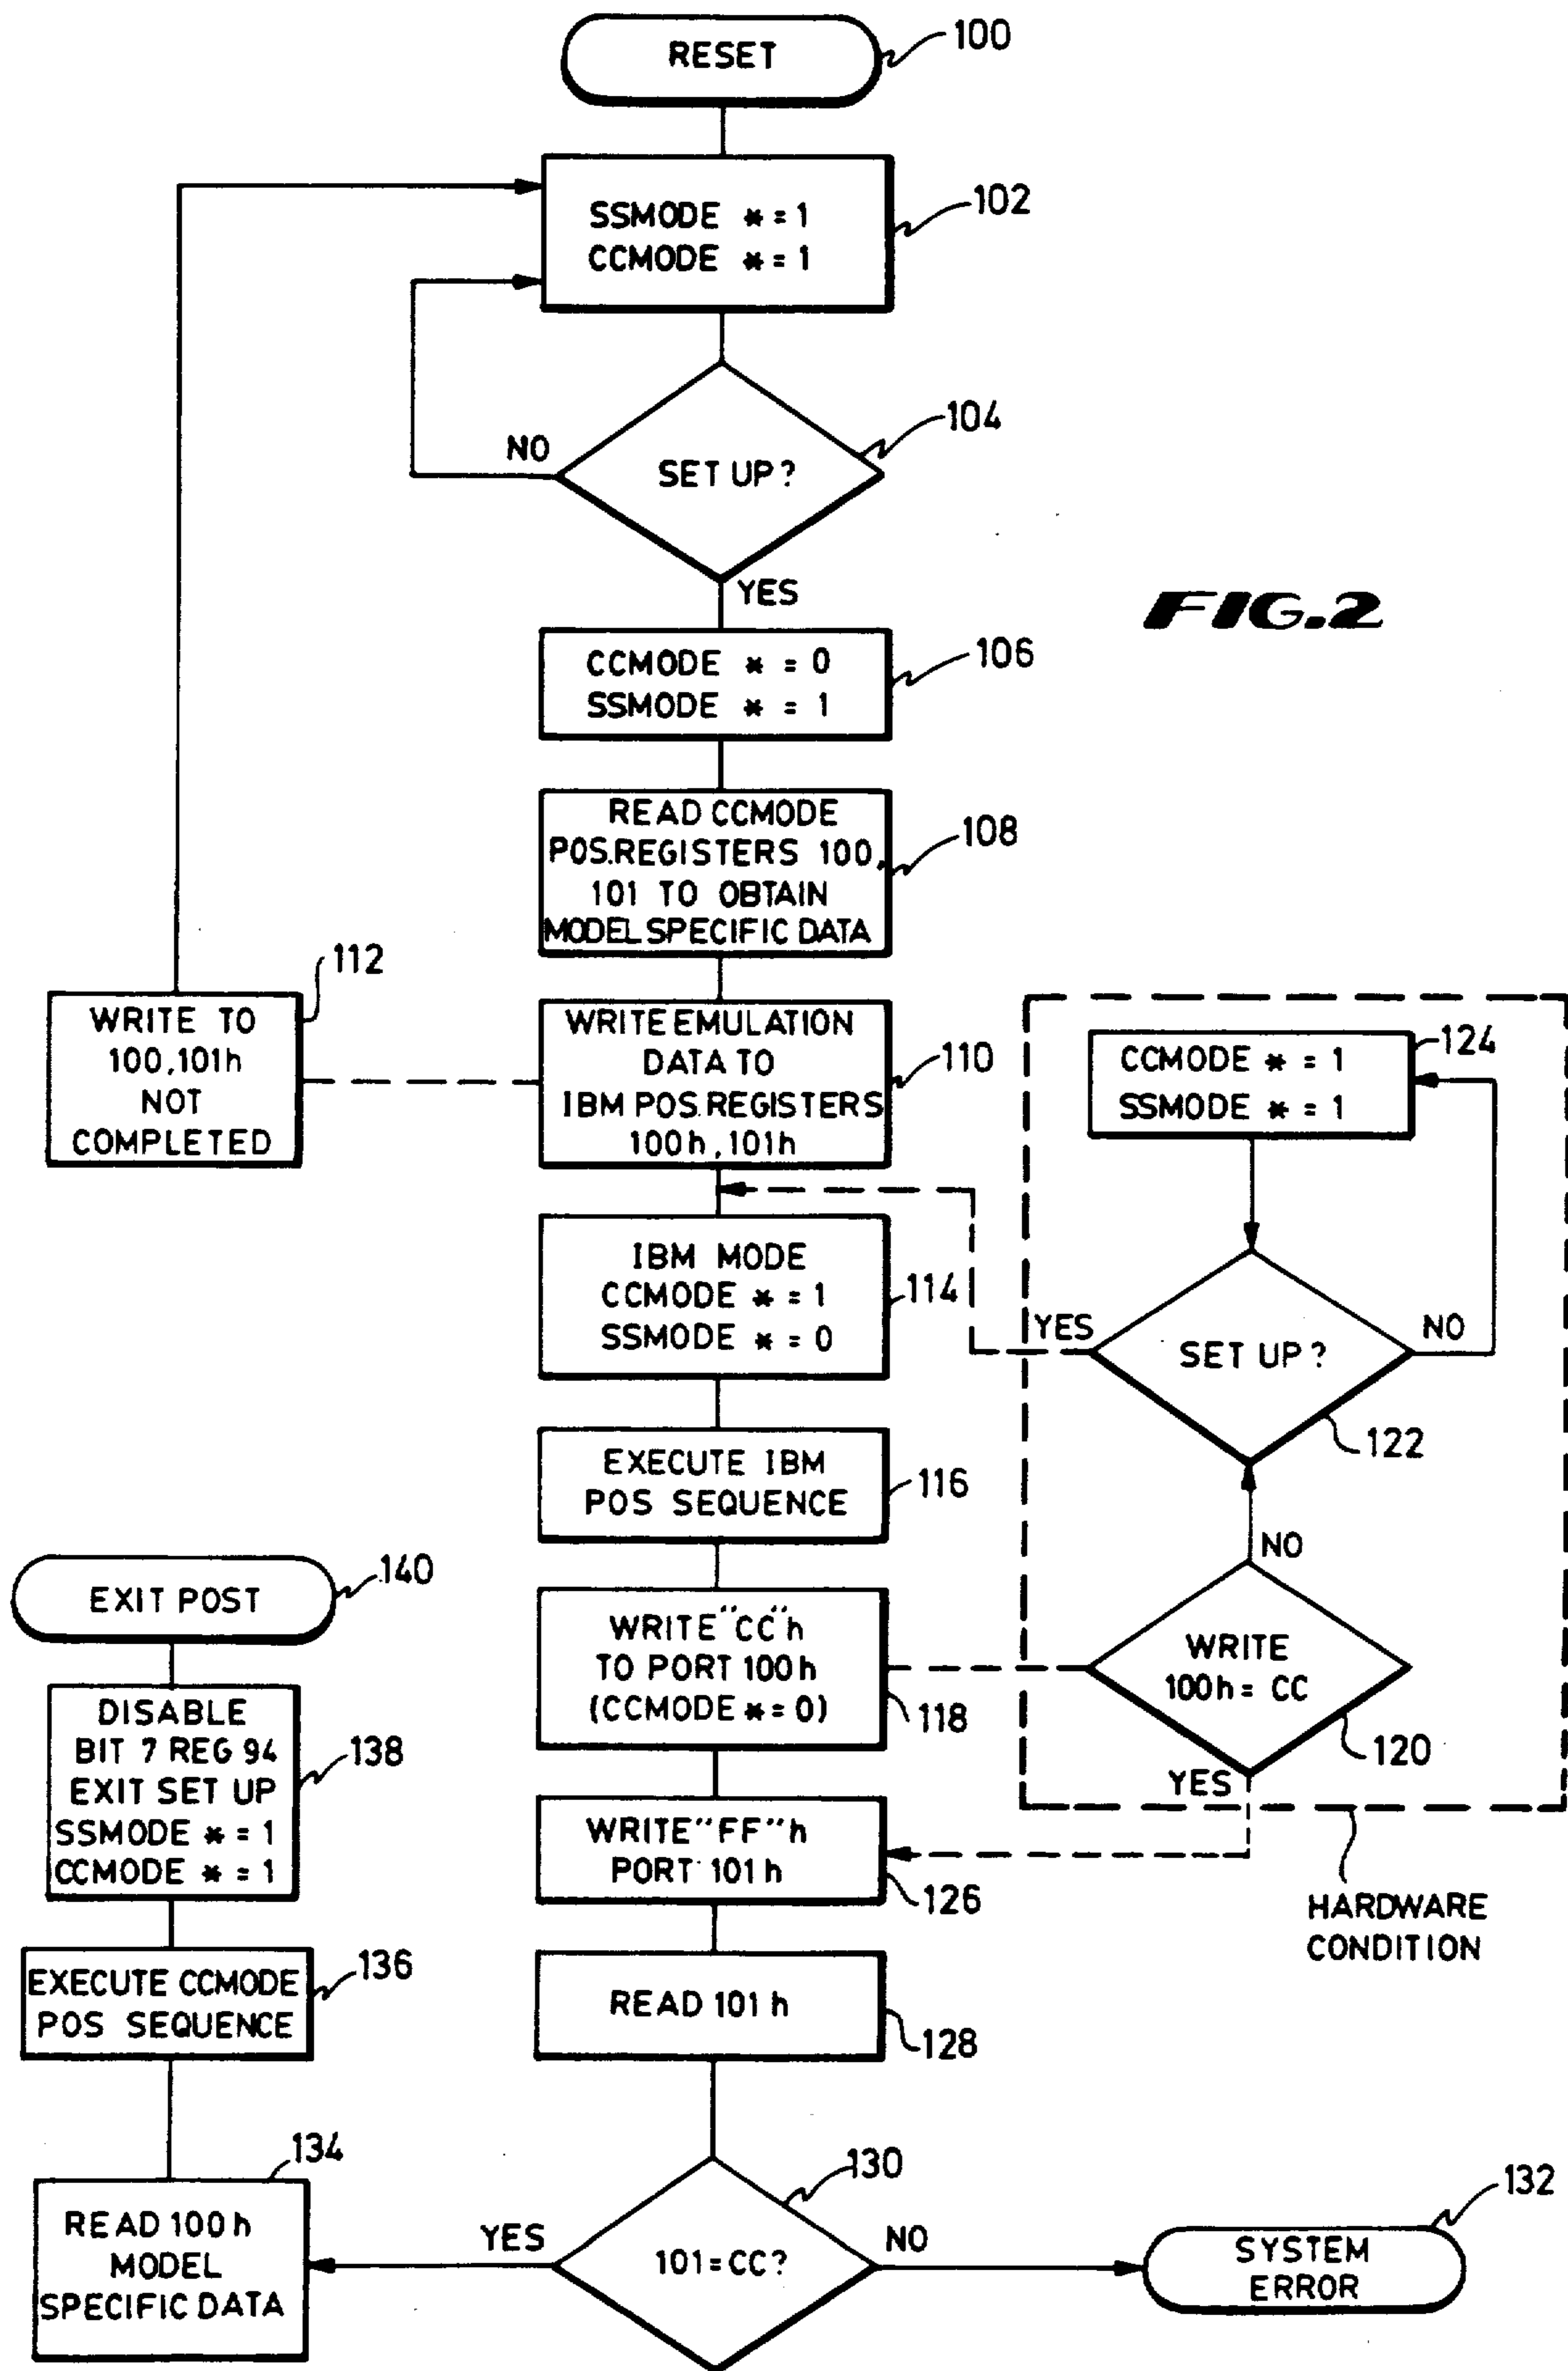 RESET
100
SSMODE * = 1
CCMODE * = 1
102
SET UP ?
104
NO
YES
FIG.2
CCMODE * = 0
SSMODE * = 1
106
READ CCMODE
POS.REGISTERS 100,
101 TO OBTAIN
MODEL SPECIFIC DATA
108
WRITE TO
100,101h
NOT
COMPLETED
112
WRITE EMULATION
DATA TO
IBM POS.REGISTERS
100h,101h
110
CCMODE * = 1
SSMODE * = 1
124
IBM MODE
CCMODE * = 1
SSMODE * = 0
114
YES
SET UP ?
NO
122
EXECUTE IBM
POS SEQUENCE
116
NO
WRITE "CC"h
TO PORT 100h
(CCMODE * = 0)
118
WRITE
100h = CC
120
YES
WRITE "FF"h
PORT 101h
126
HARDWARE
CONDITION
READ 101h
128
101 = CC?
130
YES
NO
SYSTEM
ERROR
132
READ 100h
MODEL
SPECIFIC DATA
134
EXECUTE CCMODE
POS SEQUENCE
136
DISABLE
BIT 7 REG 94
EXIT SET UP
SSMODE * = 1
CCMODE * = 1
138
EXIT POST
140